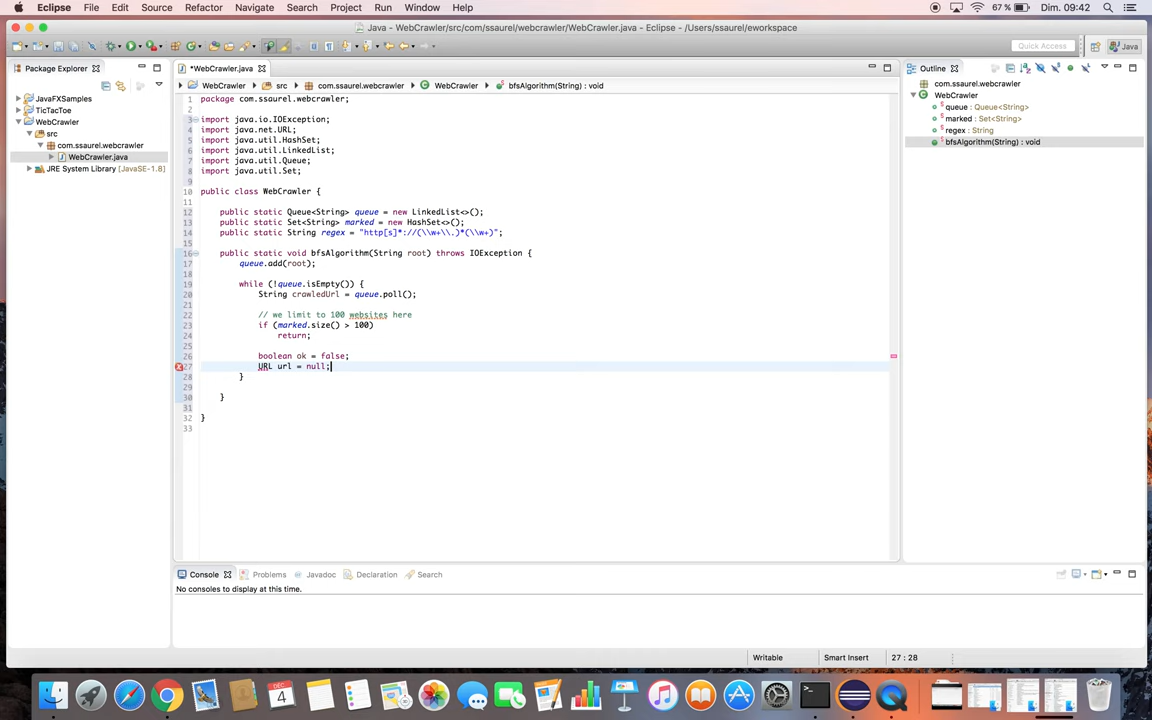 Eclipse File Edit Source Refactor Navigate Search Project Run Window Help 67 % Dim. 09:42
Java – WebCrawler/src/com/ssaurel/webcrawler/WebCrawler.java – Eclipse – /Users/ssaurel/eworkspace
Quick Access Java
Package Explorer
JavaFXSamples
TicTacToe
WebCrawler
src
com.ssaurel.webcrawler
WebCrawler.java
JRE System Library [JavaSE-1.8]
*WebCrawler.java
WebCrawler src com.ssaurel.webcrawler WebCrawler bfsAlgorithm(String) : void
1 package com.ssaurel.webcrawler;
2
3 import java.io.IOException;
4 import java.net.URL;
5 import java.util.HashSet;
6 import java.util.LinkedList;
7 import java.util.Queue;
8 import java.util.Set;
9
10 public class WebCrawler {
11
12 public static Queue<String> queue = new LinkedList<>();
13 public static Set<String> marked = new HashSet<>();
14 public static String regex = "http[s]*://(\\w+\\.)*(\\w+)";
15
16 public static void bfsAlgorithm(String root) throws IOException {
17 queue.add(root);
18
19 while (!queue.isEmpty()) {
20 String crawledUrl = queue.poll();
21
22 // we limit to 100 websites here
23 if (marked.size() > 100)
24 return;
25
26 boolean ok = false;
27 URL url = null;
28 }
29
30 }
31
32 }
33
Outline
com.ssaurel.webcrawler
WebCrawler
queue : Queue<String>
marked : Set<String>
regex : String
bfsAlgorithm(String) : void
Console Problems Javadoc Declaration Search
No consoles to display at this time.
Writable Smart Insert 27 : 28
DEC
4